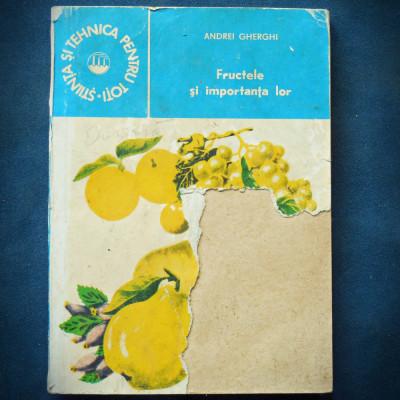 ȘTIINȚA ȘI TEHNICA PENTRU TOȚI •
ANDREI GHERGHI
Fructele
și importanța lor